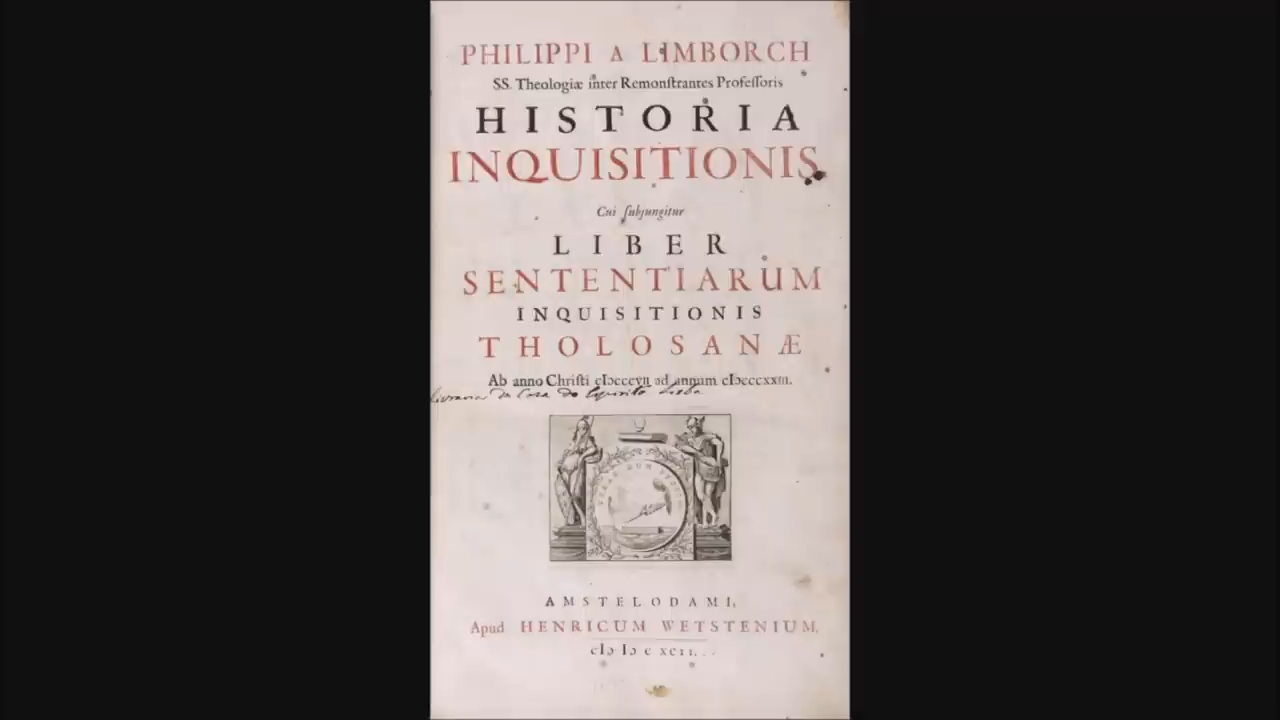 PHILIPPI A LIMBORCH
SS. Theologiæ inter Remonſtrantes Profeſſoris
HISTORIA
INQUISITIONIS
Cui ſubjungitur
LIBER
SENTENTIARUM
INQUISITIONIS
THOLOSANÆ
Ab anno Chriſti cIↄcccvii ad annum cIↄcccxxiii.
do
AMSTELODAMI,
Apud HENRICUM WETSTENIUM,
cIↄ Iↄ c xcii